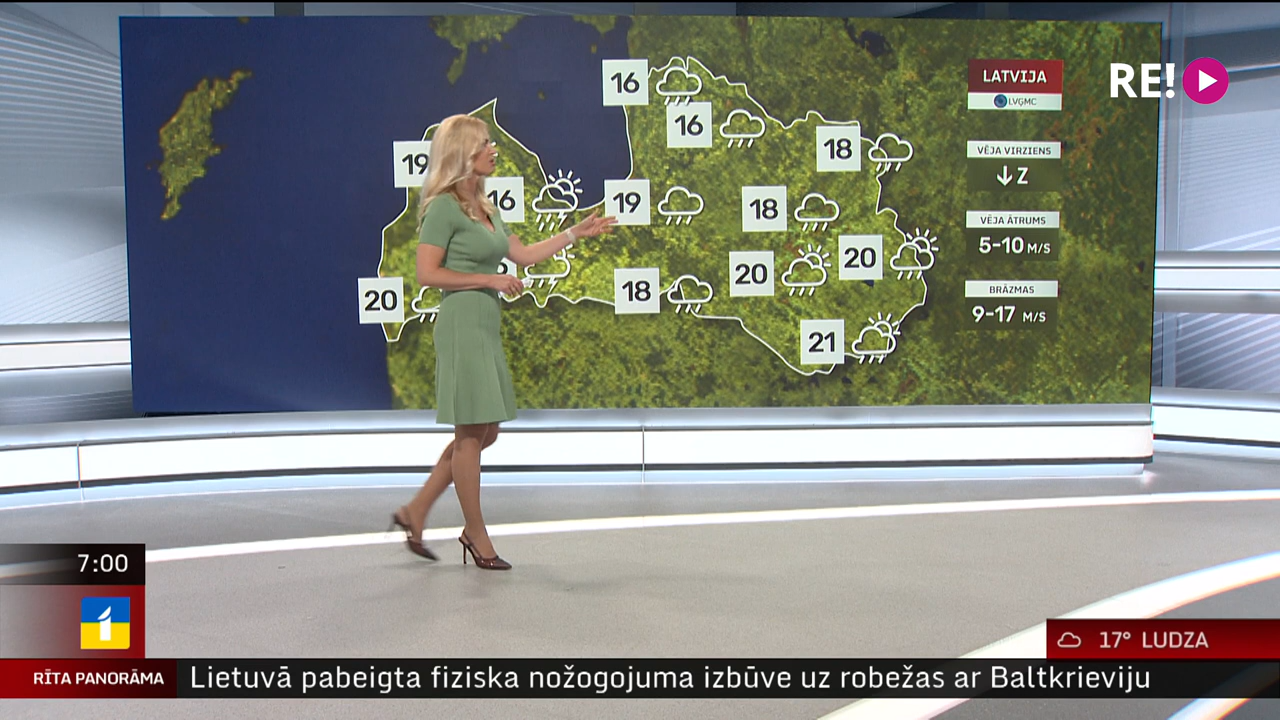 RE!
LATVIJA
LVĢMC
VĒJA VIRZIENS
Z
VĒJA ĀTRUMS
5-10 M/S
BRĀZMAS
9-17 M/S
16
16
18
19
16
19
18
20
20
18
20
21
7:00
1
17° LUDZA
RĪTA PANORĀMA
Lietuvā pabeigta fiziska nožogojuma izbūve uz robežas ar Baltkrieviju